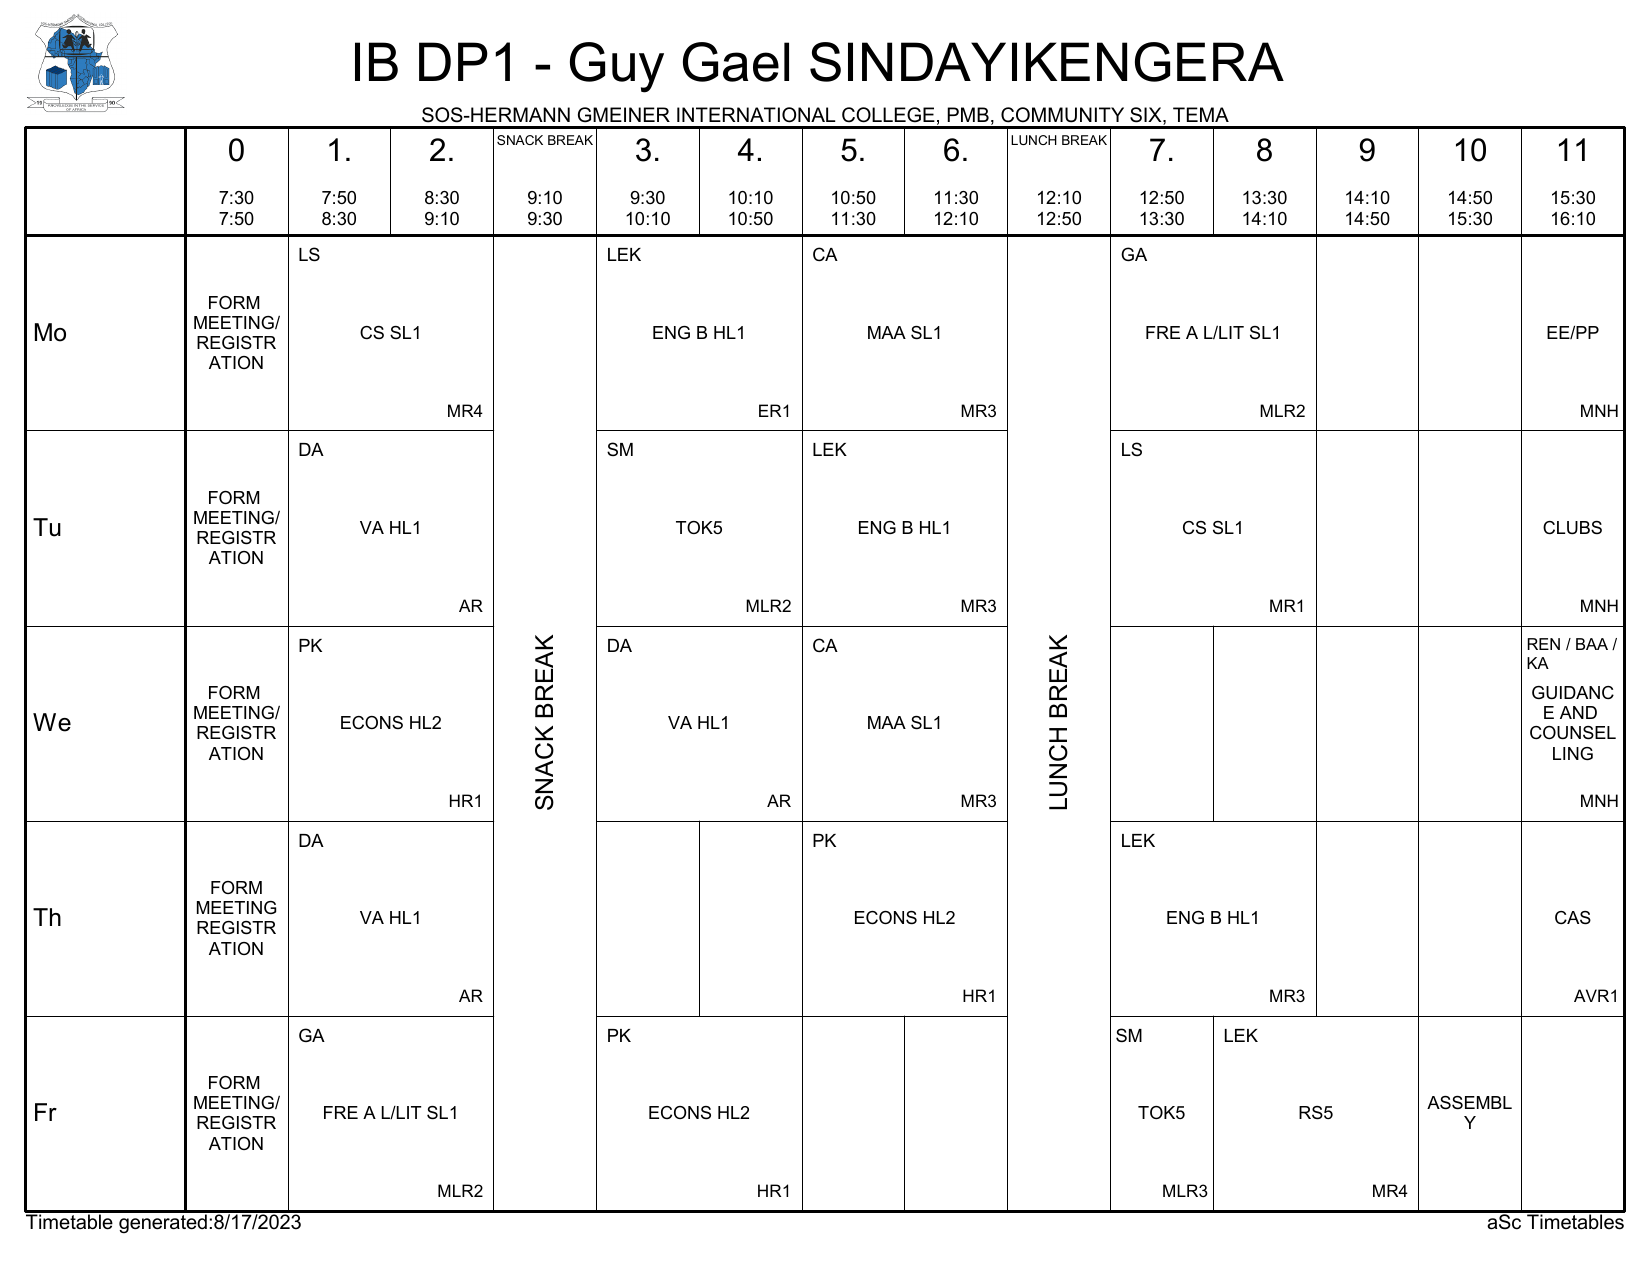 IB DP1 - Guy Gael SINDAYIKENGERA
SOS-HERMANN GMEINER INTERNATIONAL COLLEGE, PMB, COMMUNITY SIX, TEMA
0 1. 2. SNACK BREAK 3. 4. 5. 6. LUNCH BREAK 7. 8 9 10 11
7:30 7:50 8:30 9:10 9:30 10:10 10:50 11:30 12:10 12:50 13:30 14:10 14:50 15:30
7:50 8:30 9:10 9:30 10:10 10:50 11:30 12:10 12:50 13:30 14:10 14:50 15:30 16:10
Mo
FORM
MEETING/
REGISTR
ATION
LS
CS SL1
MR4
LEK
ENG B HL1
ER1
CA
MAA SL1
MR3
GA
FRE A L/LIT SL1
MLR2
EE/PP
MNH
Tu
FORM
MEETING/
REGISTR
ATION
DA
VA HL1
AR
SM
TOK5
MLR2
LEK
ENG B HL1
MR3
LS
CS SL1
MR1
CLUBS
MNH
We
FORM
MEETING/
REGISTR
ATION
PK
ECONS HL2
HR1
SNACK BREAK
DA
VA HL1
AR
CA
MAA SL1
MR3
LUNCH BREAK
REN / BAA /
KA
GUIDANC
E AND
COUNSEL
LING
MNH
Th
FORM
MEETING
REGISTR
ATION
DA
VA HL1
AR
PK
ECONS HL2
HR1
LEK
ENG B HL1
MR3
CAS
AVR1
Fr
FORM
MEETING/
REGISTR
ATION
GA
FRE A L/LIT SL1
MLR2
PK
ECONS HL2
HR1
SM
TOK5
MLR3
LEK
RS5
MR4
ASSEMBL
Y
Timetable generated:8/17/2023
aSc Timetables